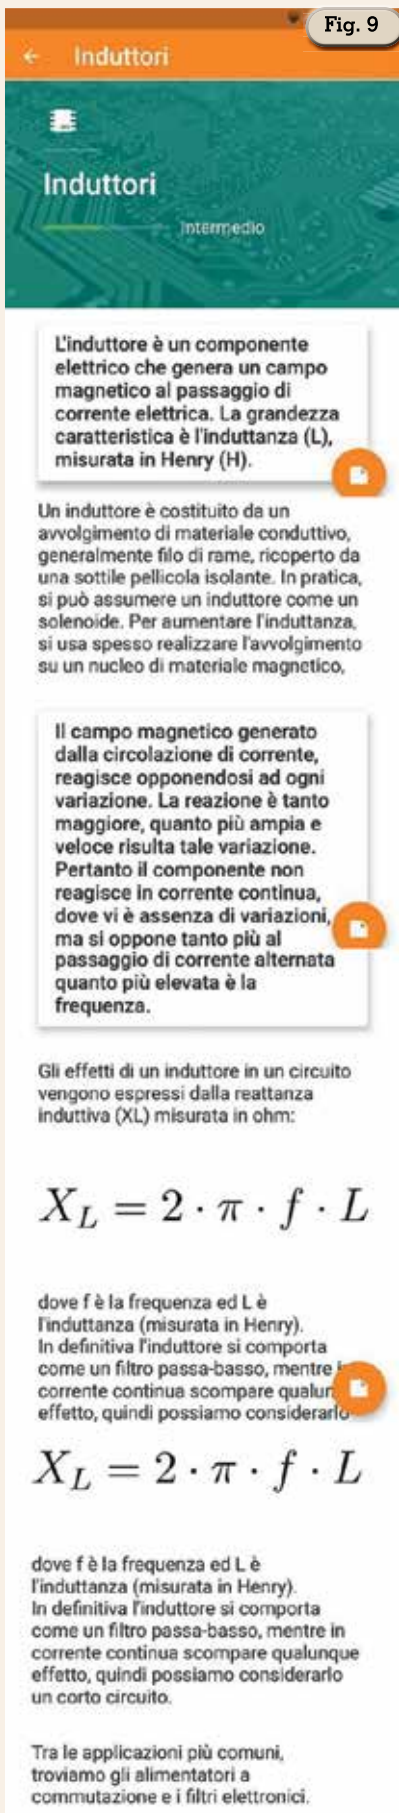 Fig. 9
Induttori
Induttori
Intermedio
L'induttore è un componente
elettrico che genera un campo
magnetico al passaggio di
corrente elettrica. La grandezza
caratteristica è l'induttanza (L),
misurata in Henry (H).
Un induttore è costituito da un
avvolgimento di materiale conduttivo,
generalmente filo di rame, ricoperto da
una sottile pellicola isolante. In pratica,
si può assumere un induttore come un
solenoide. Per aumentare l'induttanza,
si usa spesso realizzare l'avvolgimento
su un nucleo di materiale magnetico,
Il campo magnetico generato
dalla circolazione di corrente,
reagisce opponendosi ad ogni
variazione. La reazione è tanto
maggiore, quanto più ampia e
veloce risulta tale variazione.
Pertanto il componente non
reagisce in corrente continua,
dove vi è assenza di variazioni,
ma si oppone tanto più al
passaggio di corrente alternata
quanto più elevata è la
frequenza.
Gli effetti di un induttore in un circuito
vengono espressi dalla reattanza
induttiva (XL) misurata in ohm:
X_L = 2 · π · f · L
dove f è la frequenza ed L è
l'induttanza (misurata in Henry).
In definitiva l'induttore si comporta
come un filtro passa-basso, mentre
corrente continua scompare
effetto, quindi possiamo considerarlo
X_L = 2 · π · f · L
dove f è la frequenza ed L è
l'induttanza (misurata in Henry).
In definitiva l'induttore si comporta
come un filtro passa-basso, mentre in
corrente continua scompare qualunque
effetto, quindi possiamo considerarlo
un corto circuito.
Tra le applicazioni più comuni,
troviamo gli alimentatori a
commutazione e i filtri elettronici.